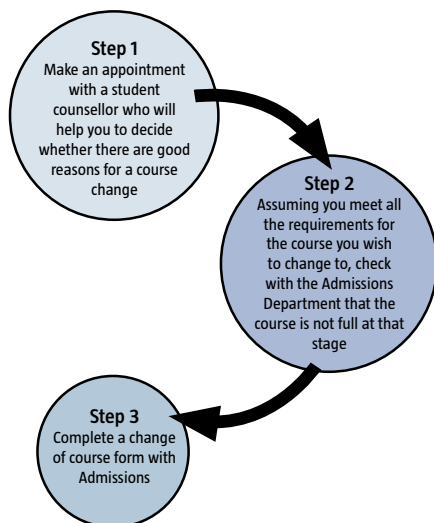 Step 1
Make an appointment
with a student
counsellor who will
help you to decide
whether there are good
reasons for a course
change
Step 2
Assuming you meet all
the requirements for
the course you wish
to change to, check
with the Admissions
Department that the
course is not full at that
stage
Step 3
Complete a change
of course form with
Admissions